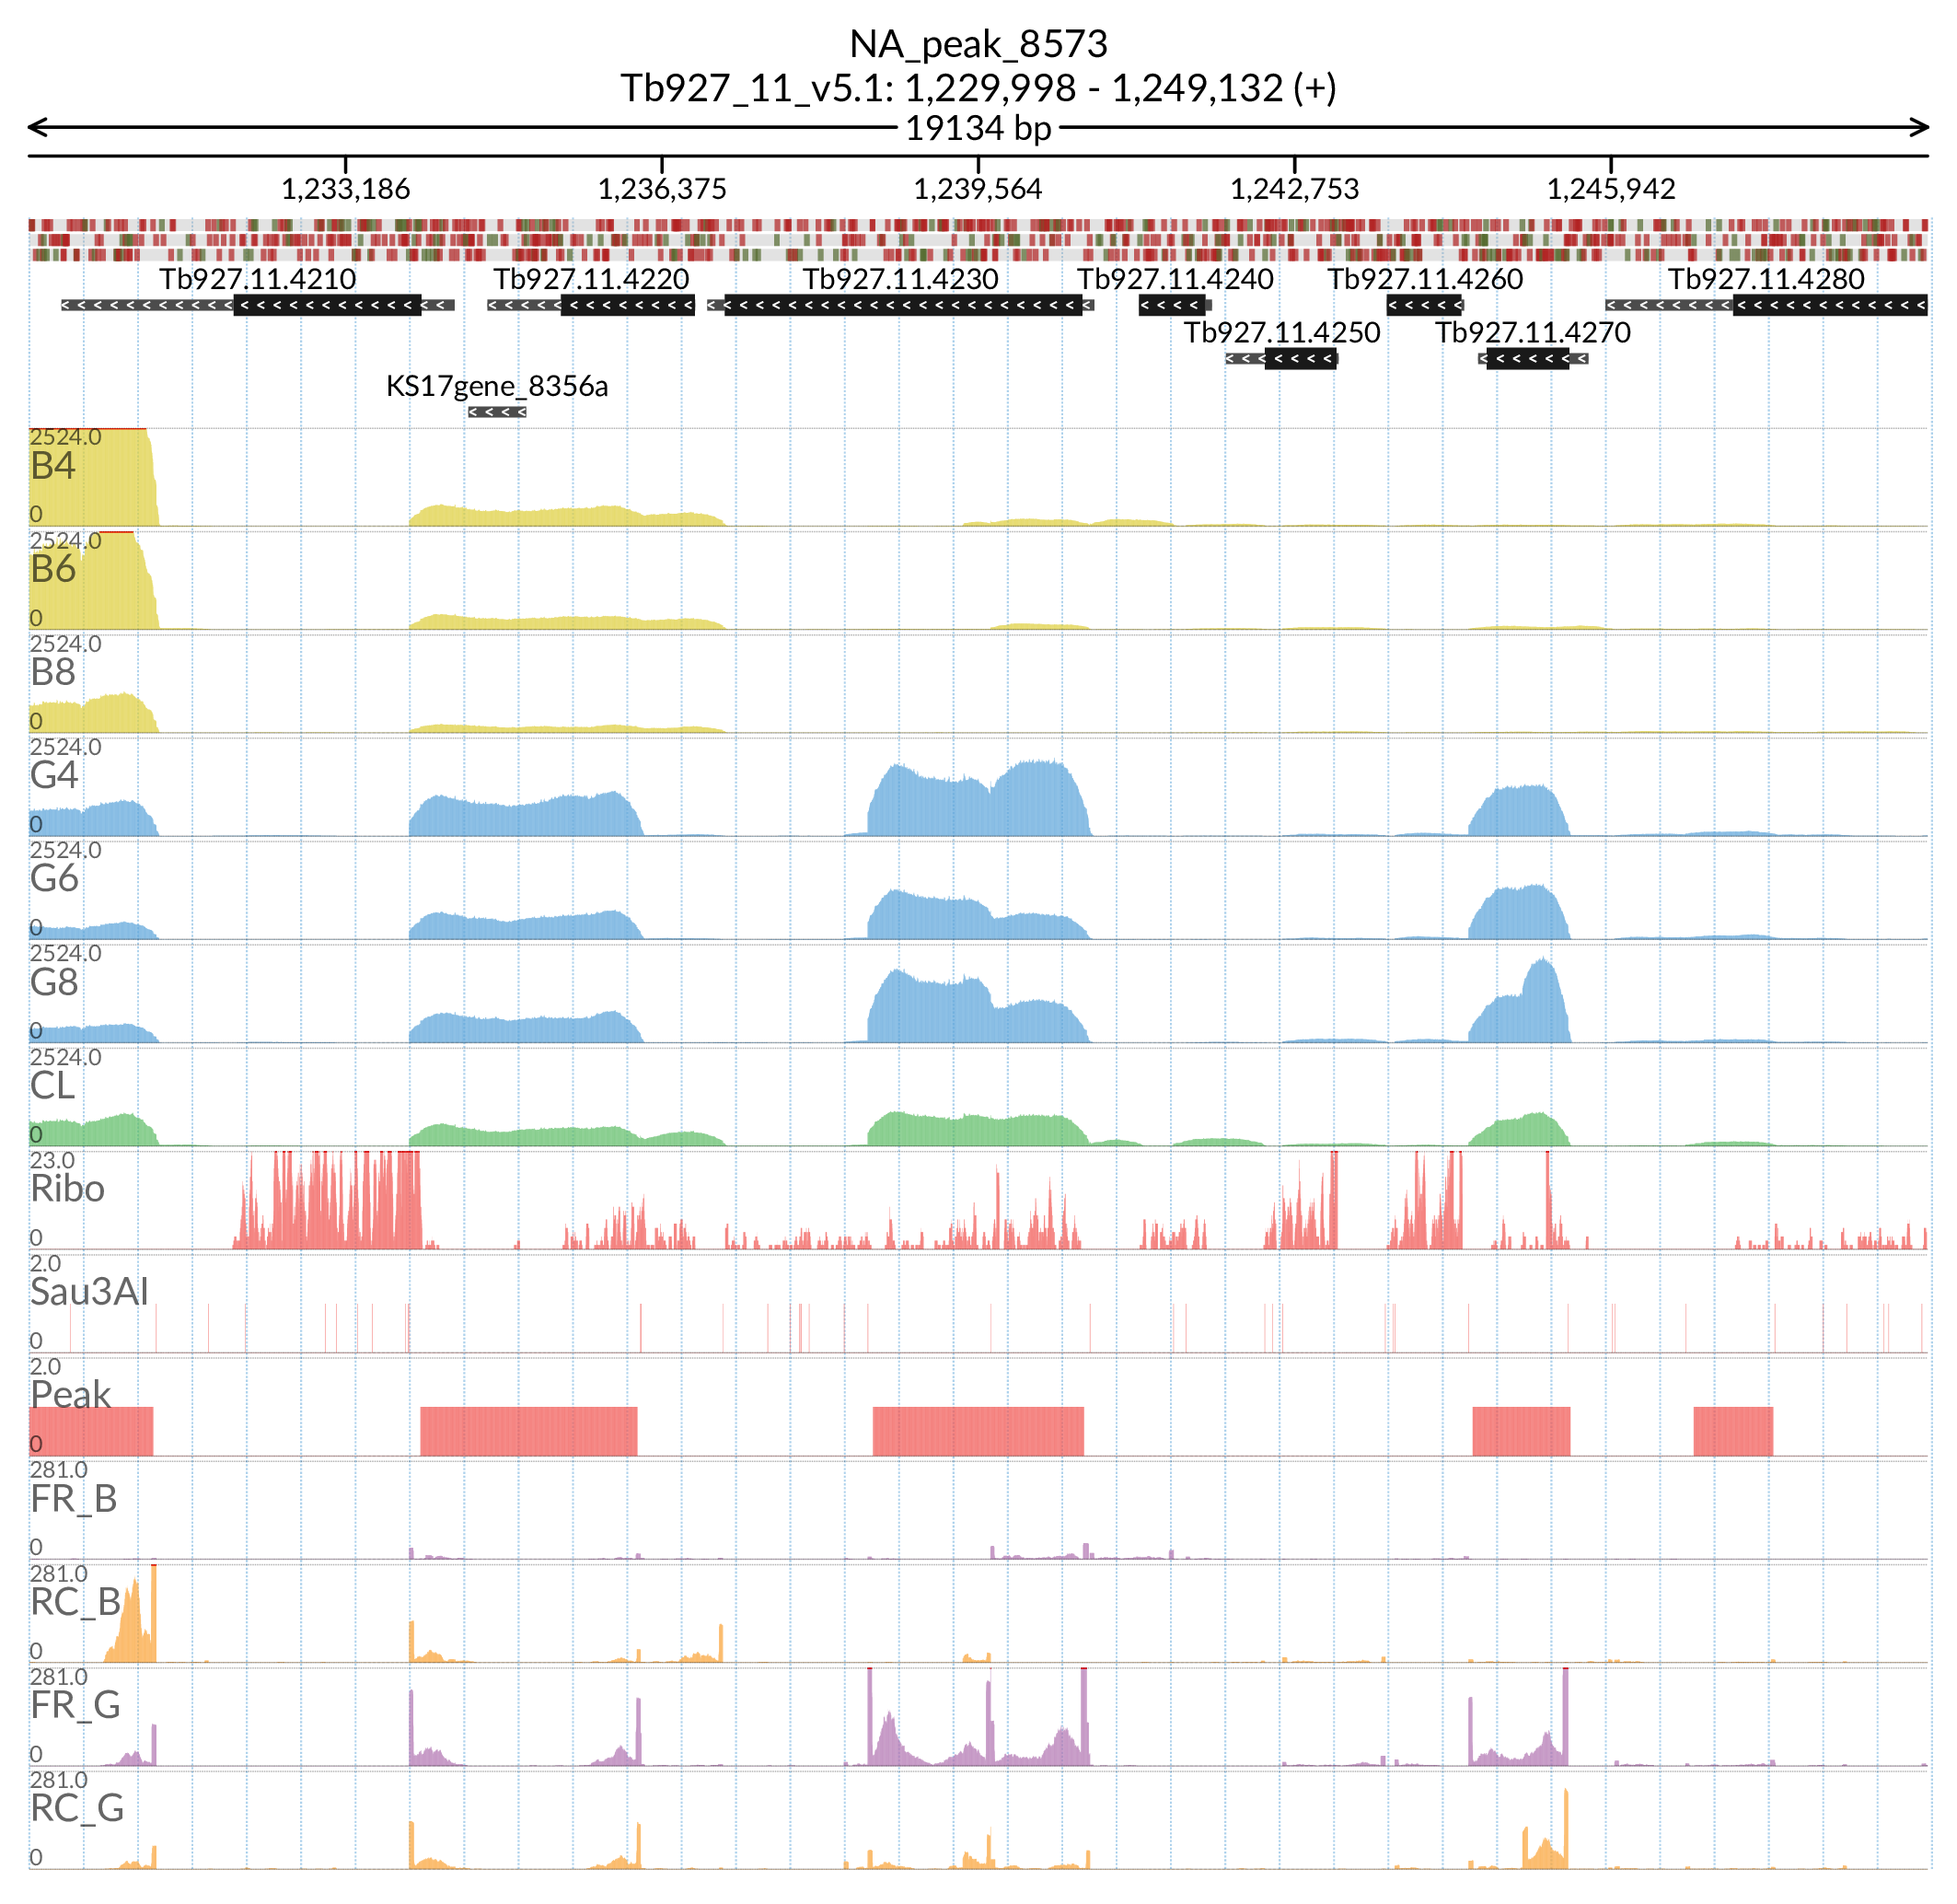 NA_peak_8573
Tb927_11_v5.1: 1,229,998 - 1,249,132 (+)
19134 bp
1,233,186 1,236,375 1,239,564 1,242,753 1,245,942
Tb927.11.4210 Tb927.11.4220 Tb927.11.4230 Tb927.11.4240 Tb927.11.4260 Tb927.11.4280
Tb927.11.4250 Tb927.11.4270
KS17gene_8356a
2524.0
B4
0
2524.0
B6
0
2524.0
B8
0
2524.0
G4
0
2524.0
G6
0
2524.0
G8
0
2524.0
CL
0
23.0
Ribo
0
2.0
Sau3AI
0
2.0
Peak
0
281.0
FR_B
0
281.0
RC_B
0
281.0
FR_G
0
281.0
RC_G
0